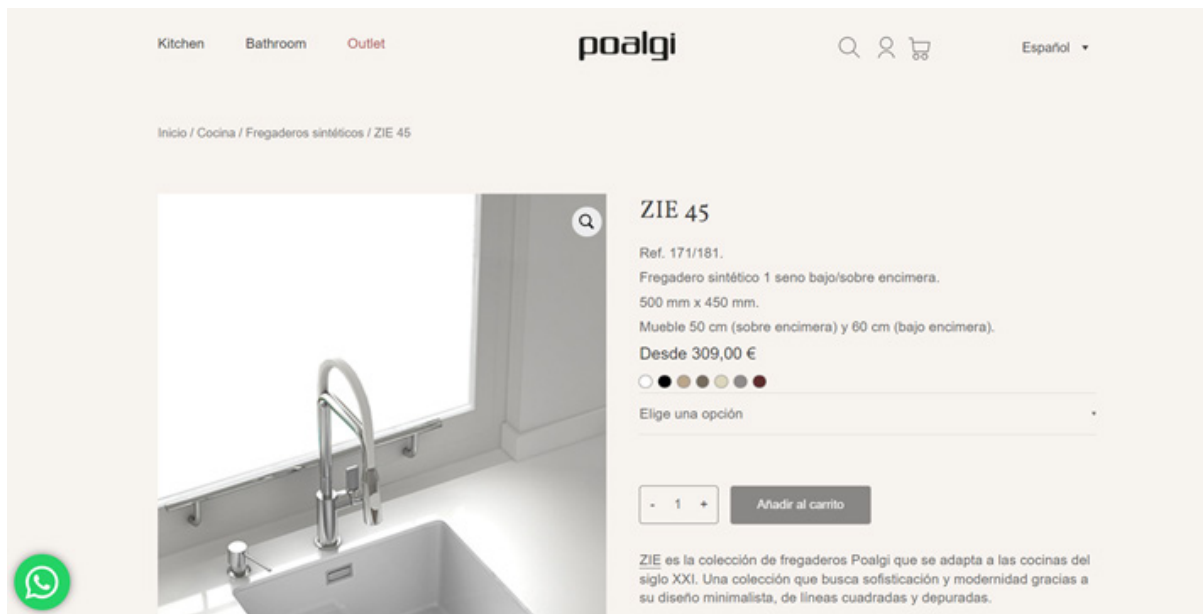 Kitchen Bathroom Outlet poalgi Español
Inicio / Cocina / Fregaderos sintéticos / ZIE 45
ZIE 45
Ref. 171/181.
Fregadero sintético 1 seno bajo/sobre encimera.
500 mm x 450 mm.
Mueble 50 cm (sobre encimera) y 60 cm (bajo encimera).
Desde 309,00 €
Elige una opción
- 1 + Añadir al carrito
ZIE es la colección de fregaderos Poalgi que se adapta a las cocinas del
siglo XXI. Una colección que busca sofisticación y modernidad gracias a
su diseño minimalista, de líneas cuadradas y depuradas.